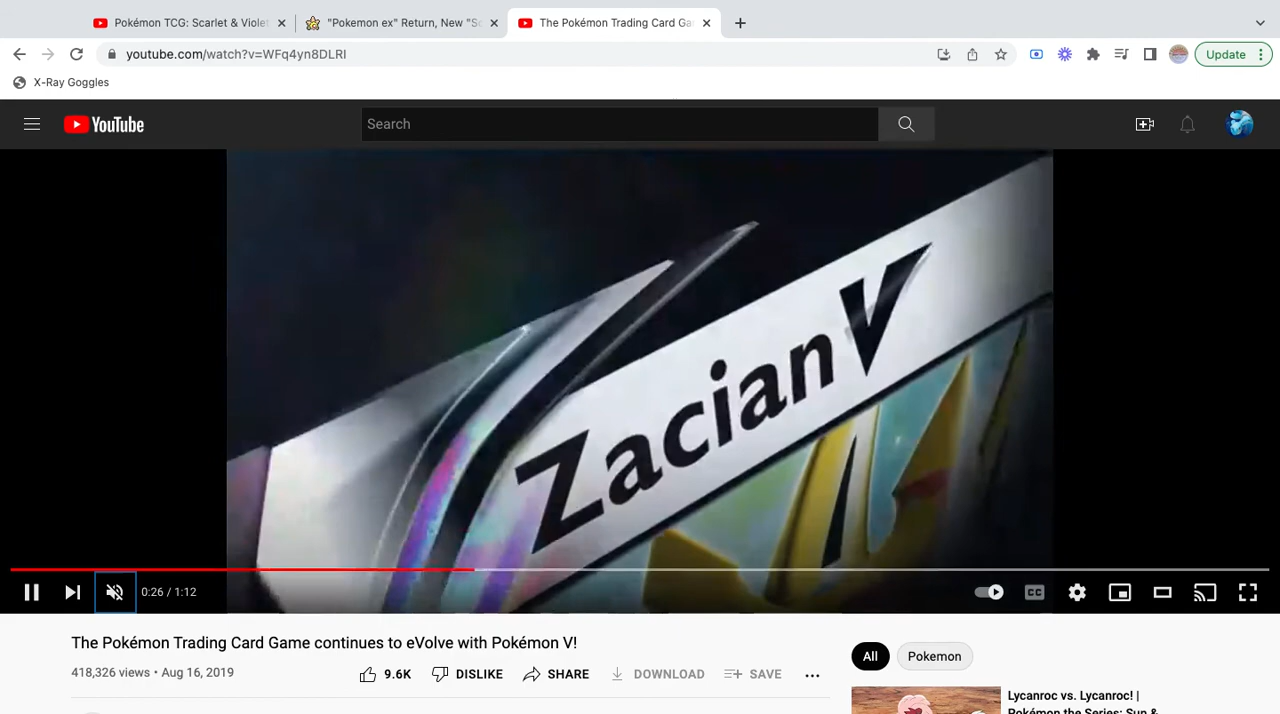 Pokémon TCG: Scarlet & Violet
"Pokemon ex" Return, New "Sc
The Pokémon Trading Card Ga
youtube.com/watch?v=WFq4yn8DLRI
Update
X-Ray Goggles
YouTube
Search
Zacian V
0:26 / 1:12
CC
The Pokémon Trading Card Game continues to eVolve with Pokémon V!
418,326 views • Aug 16, 2019
9.6K
DISLIKE
SHARE
DOWNLOAD
SAVE
All
Pokemon
Lycanroc vs. Lycanroc! |
Pokémon the Series: Sun &